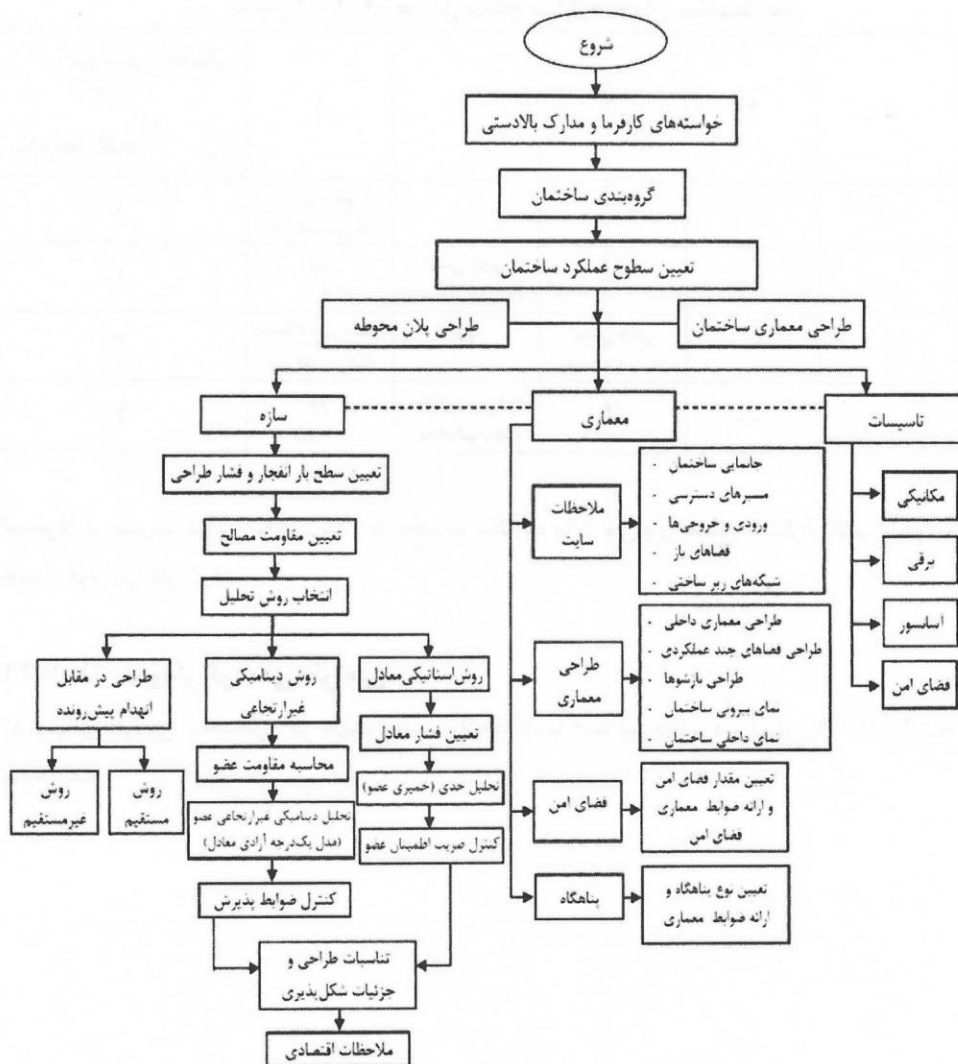 شروع
خواسته‌های کارفرما و مدارک بالادستی
گروه‌بندی ساختمان
تعیین سطوح عملکرد ساختمان
طراحی معماری ساختمان
طراحی پلان محوطه
تاسیسات
معماری
سازه
مکانیکی
برقی
آسانسور
فضای امن
ملاحظات
سایت
- جانمایی ساختمان
- مسیرهای دسترسی
- ورودی و خروجی‌ها
- فضاهای باز
- شبکه‌های زیر ساختی
طراحی
معماری
- طراحی معماری داخلی
- طراحی فضاهای چند عملکردی
- طراحی بازشوها
- نمای بیرونی ساختمان
- نمای داخلی ساختمان
فضای امن
تعیین مقدار فضای امن
و ارائه ضوابط معماری
فضای امن
پناهگاه
تعیین نوع پناهگاه و
ارائه ضوابط معماری
تعیین سطح بار انفجار و فشار طراحی
تعیین مقاومت مصالح
انتخاب روش تحلیل
روش استاتیکی معادل
تعیین فشار معادل
تحلیل حدی (خمیری عضو)
کنترل ضریب اطمینان عضو
روش دینامیکی
غیرارتجاعی
محاسبه مقاومت عضو
تحلیل دینامیکی غیرارتجاعی عضو
(مدل یک‌درجه آزادی معادل)
کنترل ضوابط پذیرش
طراحی در مقابل
انهدام پیش‌رونده
روش
مستقیم
روش
غیرمستقیم
تناسبات طراحی و
جزئیات شکل‌پذیری
ملاحظات اقتصادی